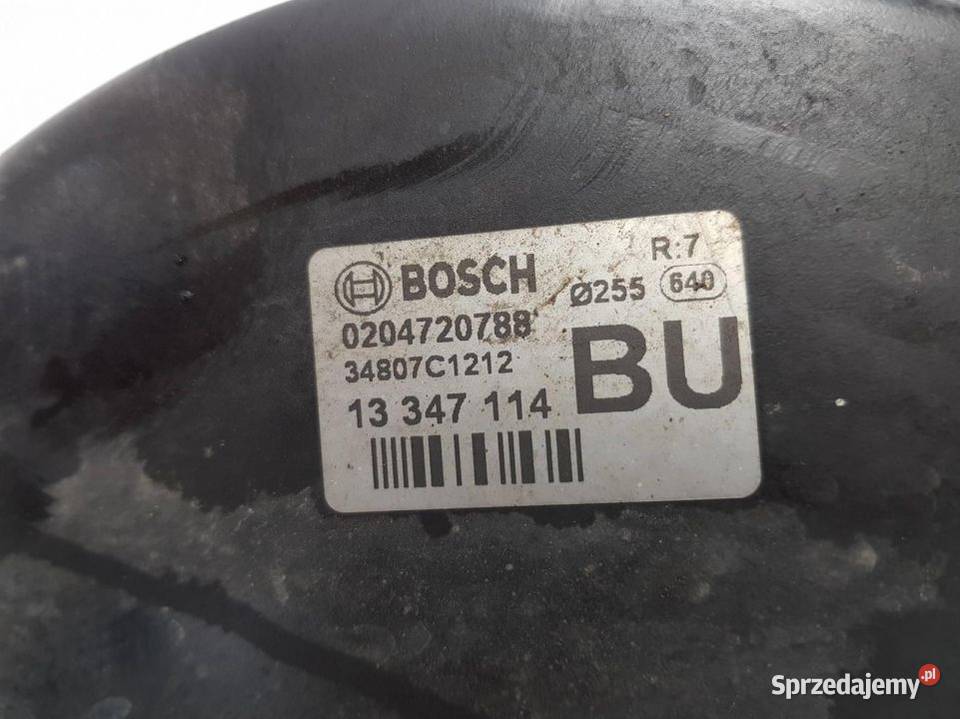 BOSCH
R:7
Ø255
640
0204720788
34807C1212
13 347 114
BU
Sprzedajemy.pl